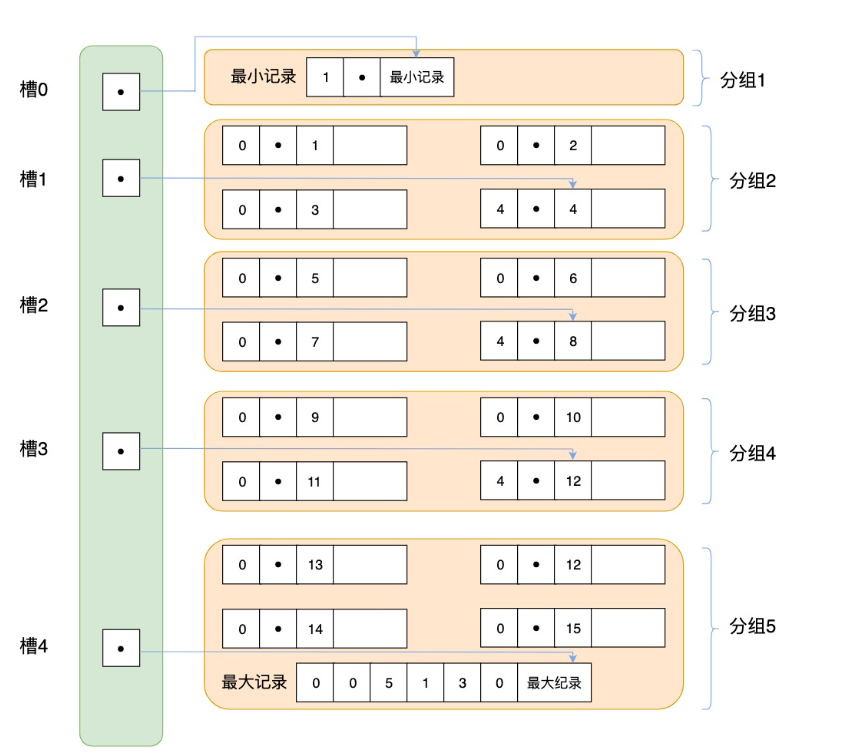 槽0
最小记录 1 • 最小记录
分组1
0 • 1
0 • 2
槽1
0 • 3
4 • 4
分组2
0 • 5
0 • 6
槽2
0 • 7
4 • 8
分组3
0 • 9
0 • 10
槽3
0 • 11
4 • 12
分组4
0 • 13
0 • 12
0 • 14
0 • 15
分组5
槽4
最大记录 0 0 5 1 3 0 最大纪录